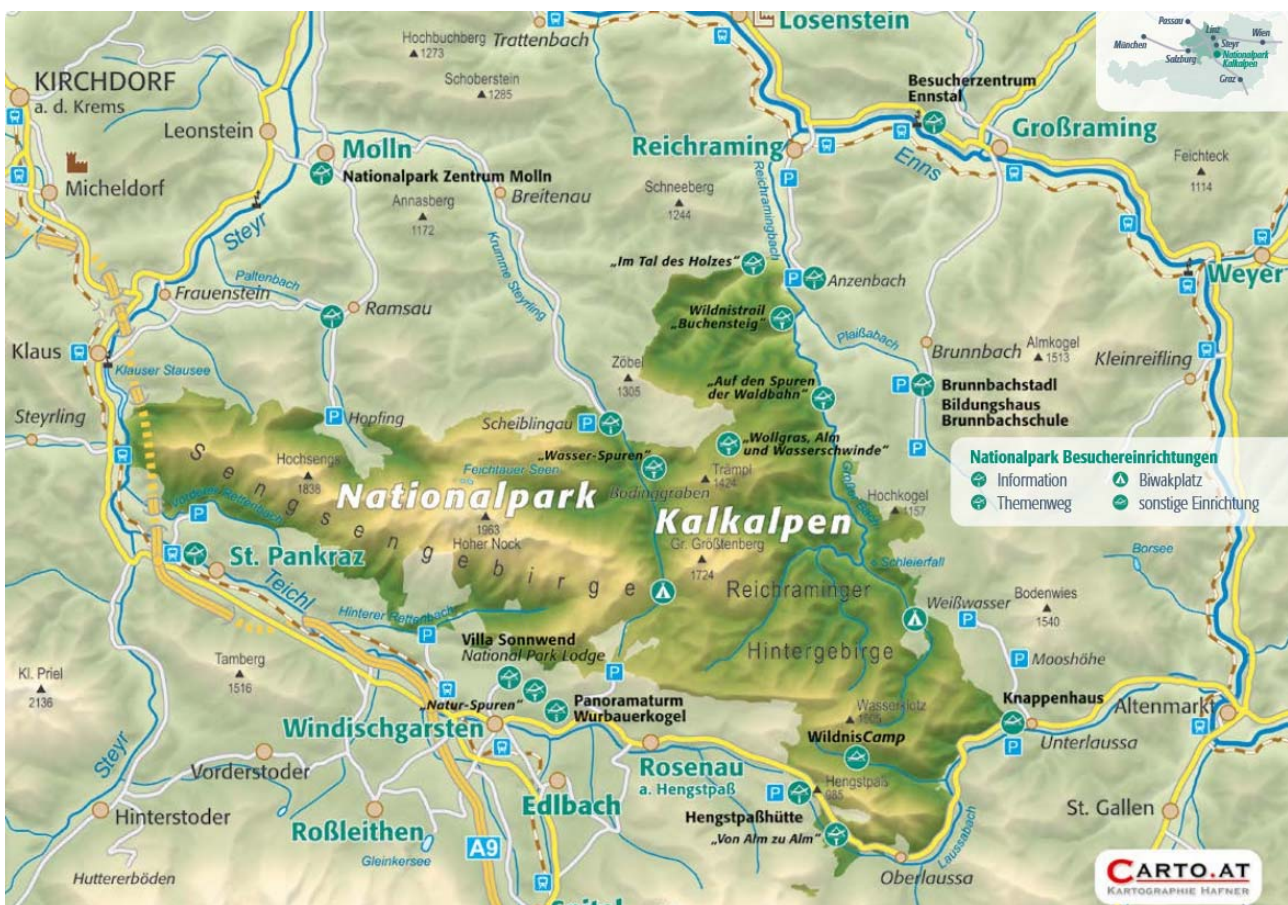 Losenstein
Trattenbach
Hochbuchberg
1273
Schoberstein
1285
KIRCHDORF
a. d. Krems
Leonstein
Micheldorf
Molln
Nationalpark Zentrum Molln
Annasberg
1172
Breitenau
Steyr
Paltenbach
Frauenstein
Ramsau
Krumme Steyrling
Klaus
Klauser Stausee
Steyrling
Hopfing
Passau
Linz
Wien
München
Steyr
Salzburg
Nationalpark
Kalkalpen
Graz
Besucherzentrum
Ennstal
Reichraming
Großraming
Enns
Feichteck
1114
Schneeberg
1244
Reichramingbach
„Im Tal des Holzes"
Anzenbach
Weyer
Wildnistrail
„Buchensteig"
Plaißabach
Brunnbach
Almkogel
1513
Kleinreifling
Zöbel
1305
„Auf den Spuren
der Waldbahn"
Brunnbachstadl
Bildungshaus
Brunnbachschule
Scheiblingau
„Wasser-Spuren"
„Wollgras, Alm
und Wasserschwinde"
Trämpl
1424
Bodinggraben
Großer Bach
Hochkogel
1157
Nationalpark Besuchereinrichtungen
Information
Biwakplatz
Themenweg
sonstige Einrichtung
Sengsengebirge
Hochsengs
1838
Feichtauer Seen
Nationalpark
Kalkalpen
1963
Hoher Nock
Gr. Größtenberg
1724
Reichraminger
Hintergebirge
Schleierfall
Borsee
Vorderer Rettenbach
St. Pankraz
Teichl
Hinterer Rettenbach
Weißwasser
Bodenwies
1540
Mooshöhe
Kl. Priel
2136
Tamberg
1516
Villa Sonnwend
National Park Lodge
„Natur-Spuren"
Panoramaturm
Wurbauerkogel
Windischgarsten
Wasserklotz
1505
WildnisCamp
Knappenhaus
Unterlaussa
Altenmarkt
Steyr
Vorderstoder
Hinterstoder
Roßleithen
Edlbach
Rosenau
a. Hengstpaß
Hengstpaß
985
Hengstpaßhütte
„Von Alm zu Alm"
Laussabach
Oberlaussa
St. Gallen
Gleinkersee
A9
Huttererböden
CARTO.AT
KARTOGRAPHIE HAFNER